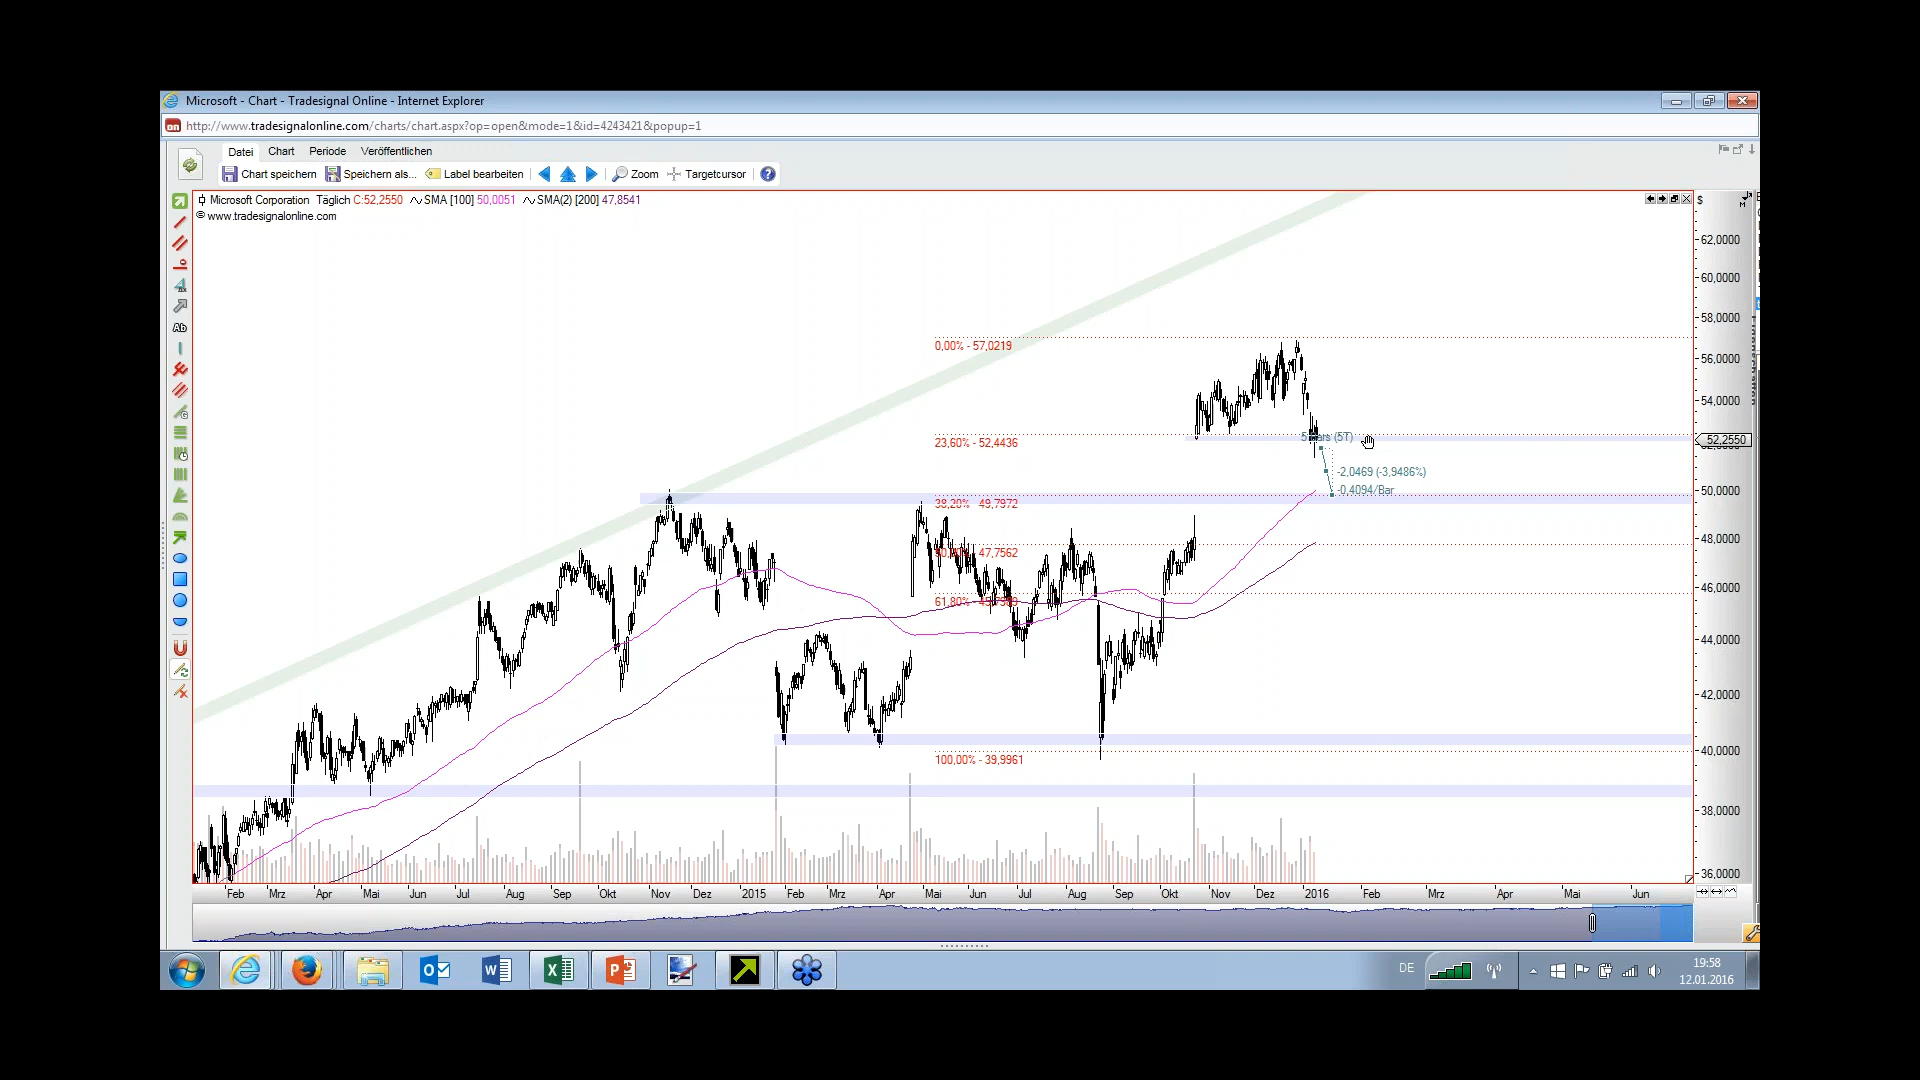 Microsoft - Chart - Tradesignal Online - Internet Explorer
http://www.tradesignalonline.com/charts/chart.aspx?op=open&mode=1&id=4243421&popup=1
Datei Chart Periode Veröffentlichen
Chart speichern Speichern als... Label bearbeiten Zoom Targetcursor
Microsoft Corporation Täglich C:52,2550 SMA [100] 50,0051 SMA(2) [200] 47,8541
© www.tradesignalonline.com
$
62,0000
60,0000
58,0000
0,00% - 57,0219
56,0000
54,0000
5 Bars (5T)
52,2550
23,60% - 52,4436
-2,0469 (-3,9486%)
-0,4094/Bar
50,0000
38,20% - 49,7972
48,0000
47,7562
46,0000
61,80%
44,0000
42,0000
40,0000
100,00% - 39,9961
38,0000
36,0000
Feb Mrz Apr Mai Jun Jul Aug Sep Okt Nov Dez 2015 Feb Mrz Apr Mai Jun Jul Aug Sep Okt Nov Dez 2016 Feb Mrz Apr Mai Jun
Ab
DE
19:58
12.01.2016